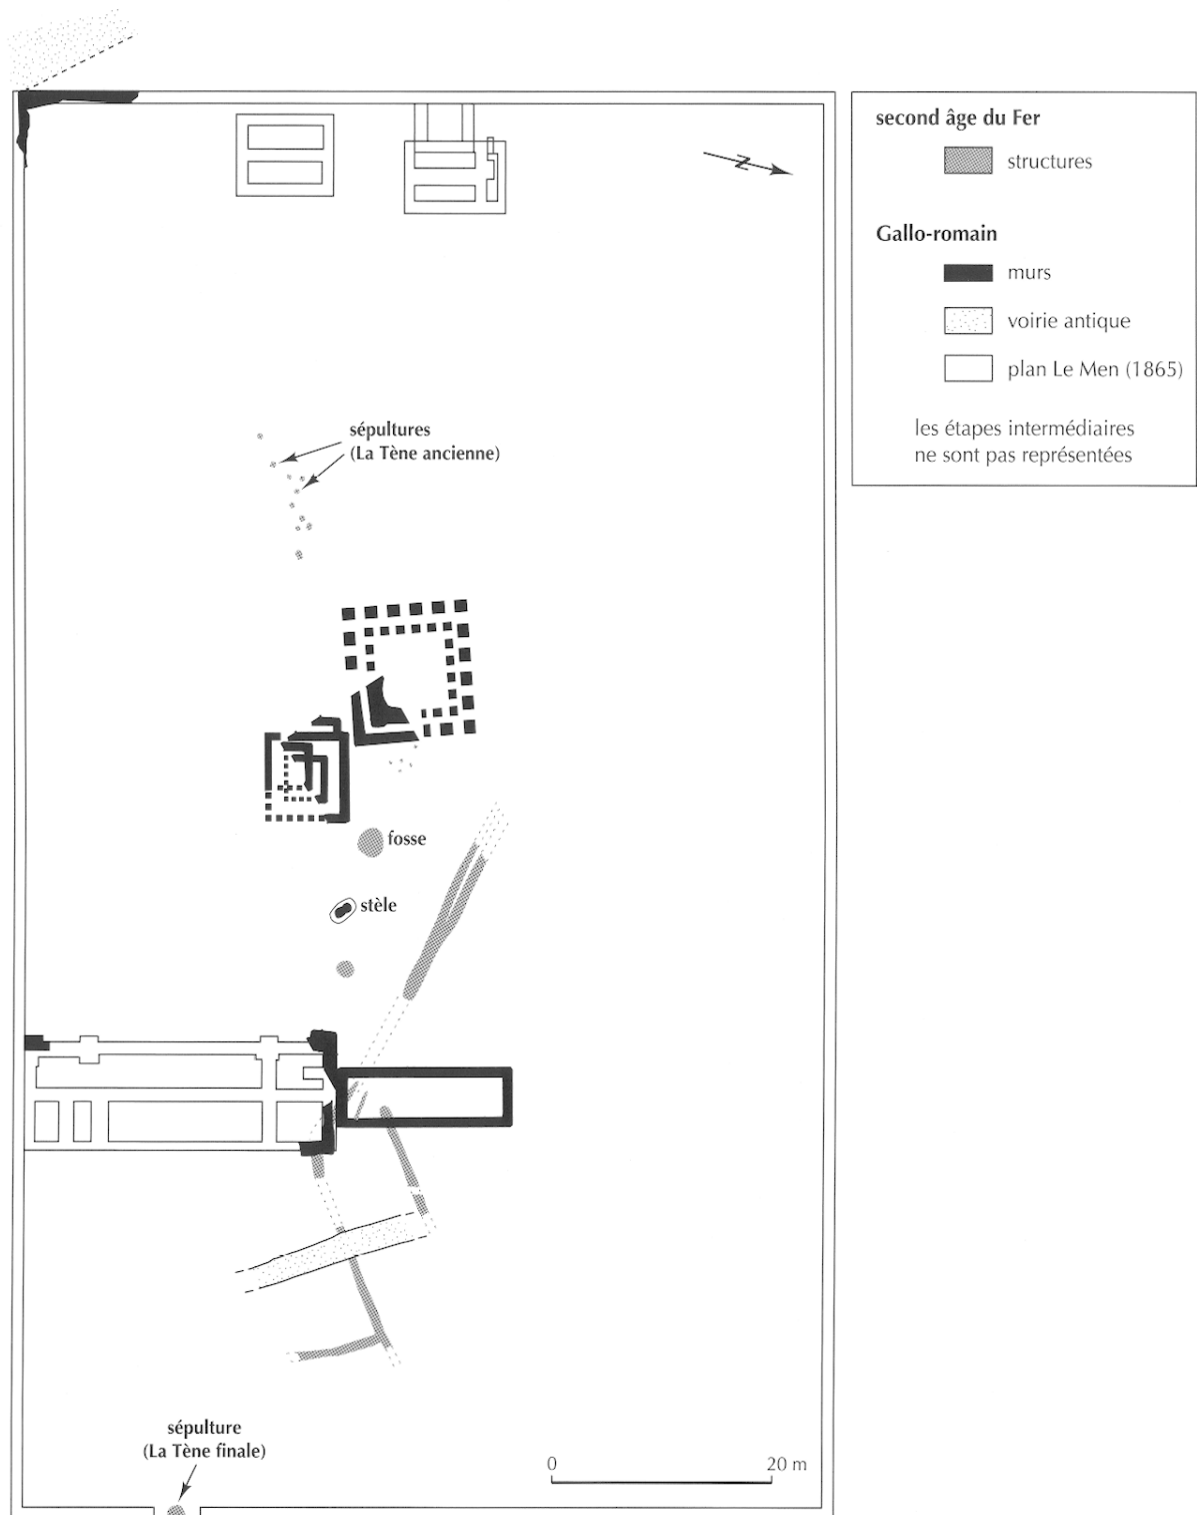 second âge du Fer
structures
Gallo-romain
murs
voirie antique
plan Le Men (1865)
les étapes intermédiaires
ne sont pas représentées
N
sépultures
(La Tène ancienne)
fosse
stèle
sépulture
(La Tène finale)
0 20 m